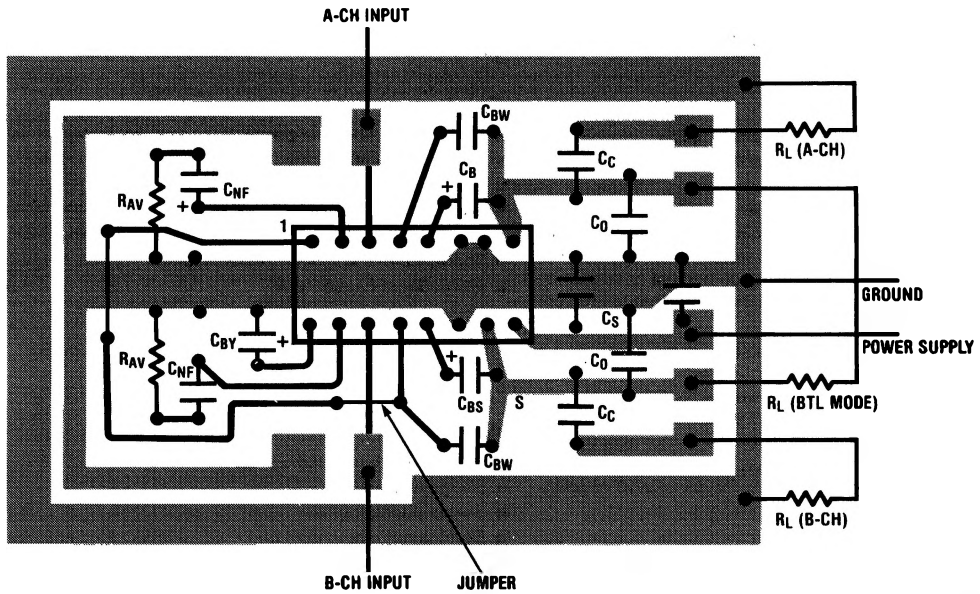 A-CH INPUT
CBW
CC
RL (A-CH)
RAV
CNF
CB
+
+
1
CO
GROUND
CS
POWER SUPPLY
CBY
+
RAV
CNF
+
CO
CBS
S
CC
RL (BTL MODE)
CBW
RL (B-CH)
B-CH INPUT
JUMPER